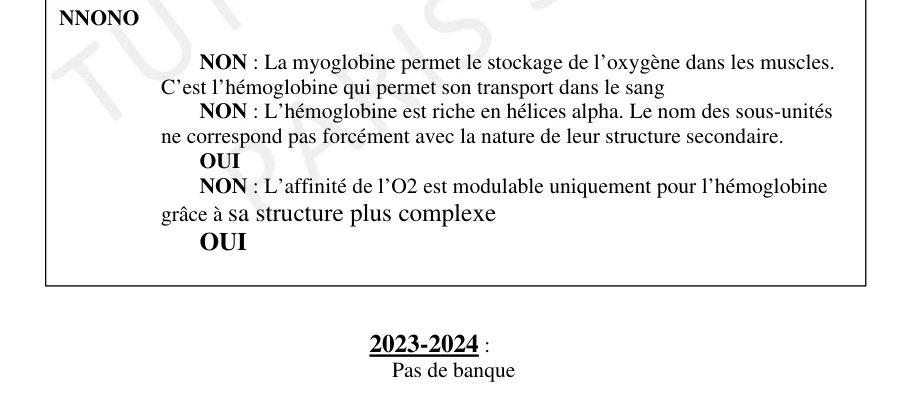 NNONO
NON : La myoglobine permet le stockage de l'oxygène dans les muscles.
C'est l'hémoglobine qui permet son transport dans le sang
NON : L'hémoglobine est riche en hélices alpha. Le nom des sous-unités
ne correspond pas forcément avec la nature de leur structure secondaire.
OUI
NON : L'affinité de l'O2 est modulable uniquement pour l'hémoglobine
grâce à sa structure plus complexe
OUI
2023-2024 :
Pas de banque